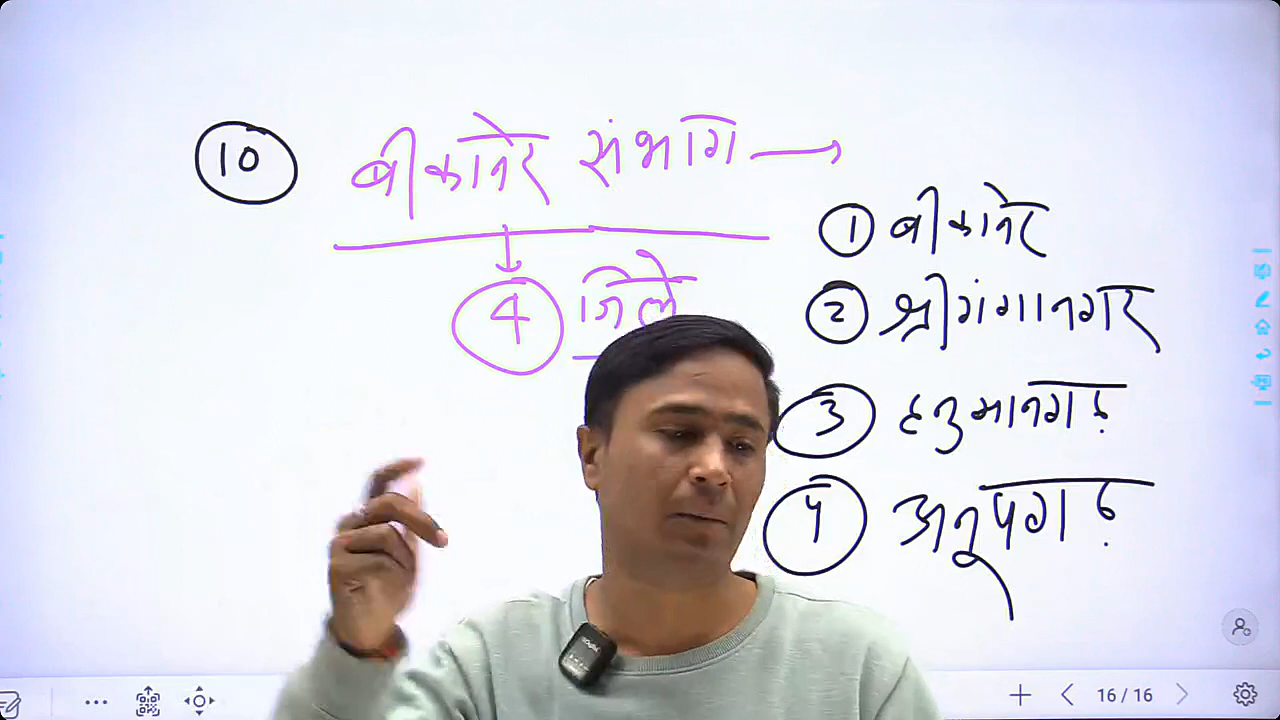 10 बीकानेर संभाग →
4 जिले
1 बीकानेर
2 श्रीगंगानगर
3 हनुमानगढ़
4 अनूपगढ़
16 / 16